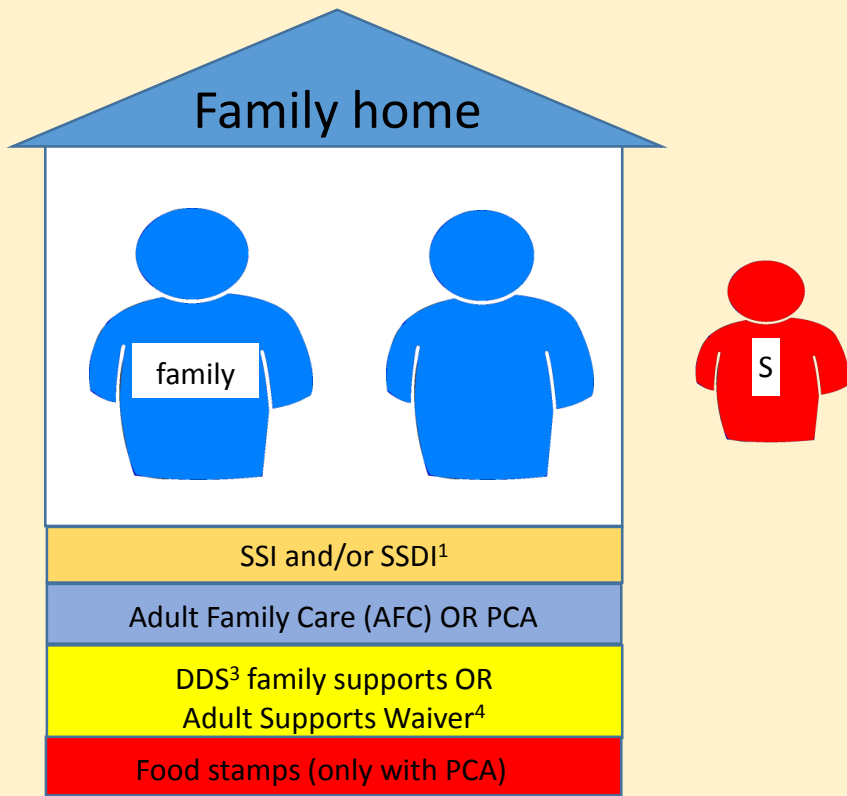 Family home
family
S
SSI and/or SSDI¹
Adult Family Care (AFC) OR PCA
DDS³ family supports OR
Adult Supports Waiver⁴
Food stamps (only with PCA)